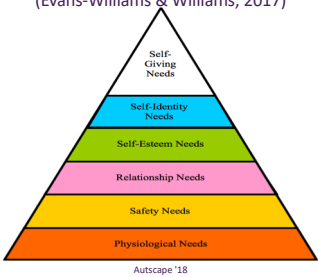 (Evans-Williams & Williams, 2017)
Self-
Giving
Needs
Self-Identity
Needs
Self-Esteem Needs
Relationship Needs
Safety Needs
Physiological Needs
Autscape '18